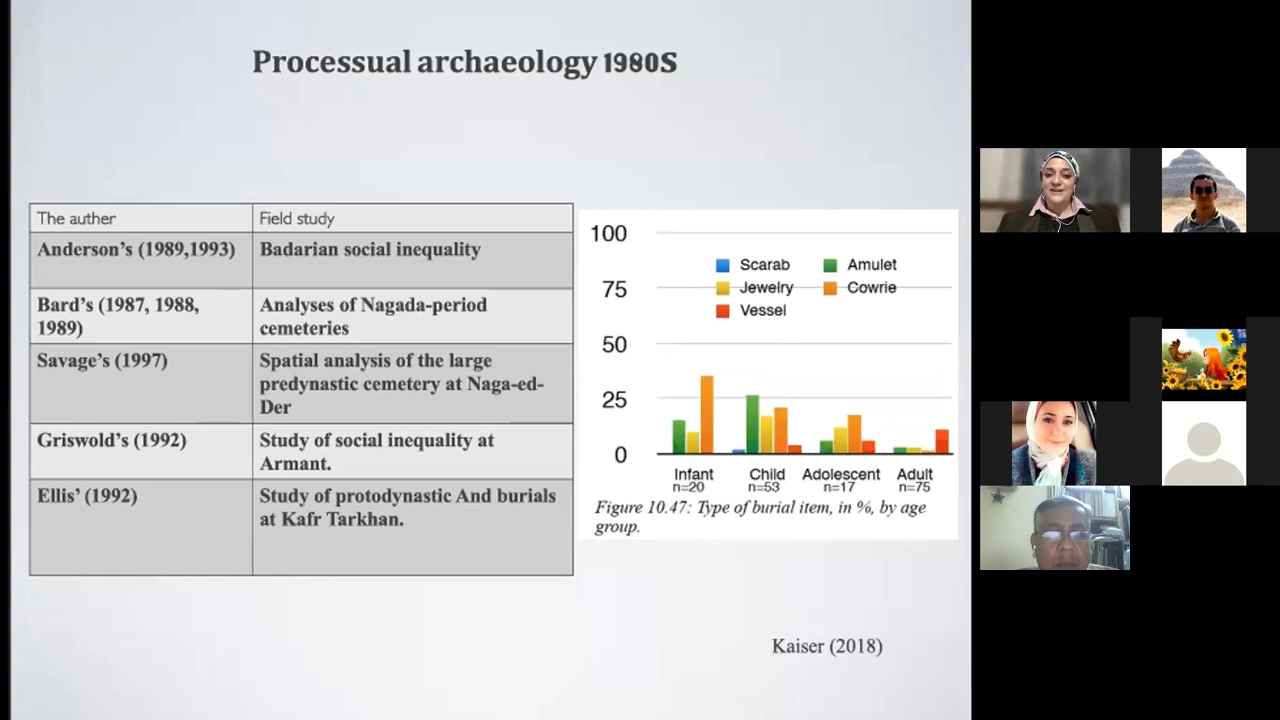 Processual archaeology 1980S
The auther
Field study
Anderson's (1989,1993)
Badarian social inequality
Bard's (1987, 1988,
1989)
Analyses of Nagada-period
cemeteries
Savage's (1997)
Spatial analysis of the large
predynastic cemetery at Naga-ed-
Der
Griswold's (1992)
Study of social inequality at
Armant.
Ellis' (1992)
Study of protodynastic And burials
at Kafr Tarkhan.
100
75
50
25
0
Scarab
Amulet
Jewelry
Cowrie
Vessel
Infant
n=20
Child
n=53
Adolescent
n=17
Adult
n=75
Figure 10.47: Type of burial item, in %, by age
group.
Kaiser (2018)